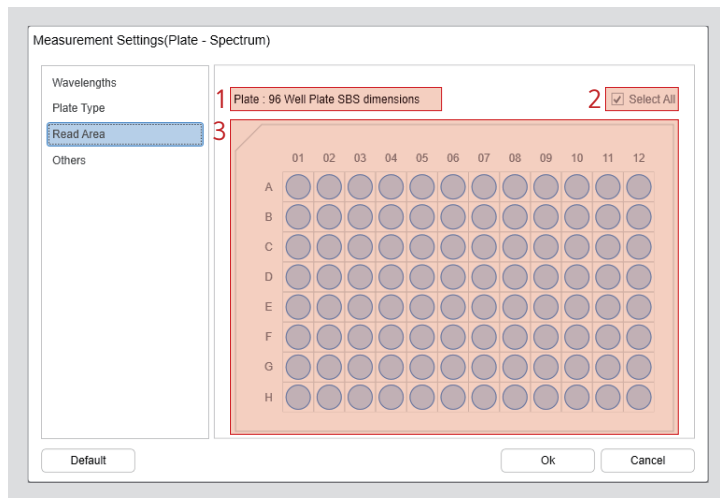 Measurement Settings(Plate - Spectrum)
Wavelengths
Plate Type
Read Area
Others
1 Plate : 96 Well Plate SBS dimensions 2 Select All
3
01 02 03 04 05 06 07 08 09 10 11 12
A
B
C
D
E
F
G
H
Default Ok Cancel